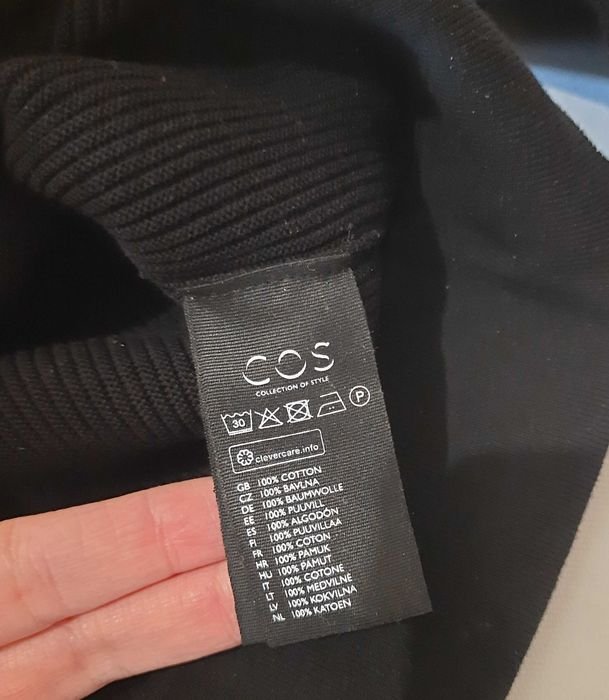 COS
COLLECTION OF STYLE
30 P
clevercare.info
GB 100% COTTON
CZ 100% BAVLNA
DE 100% BAUMWOLLE
EE 100% PUUVILL
ES 100% ALGODÓN
FI 100% PUUVILLAA
FR 100% COTON
HR 100% PAMUK
HU 100% PAMUT
IT 100% COTONE
LT 100% MEDVILNE
LV 100% KOKVILNA
NL 100% KATOEN